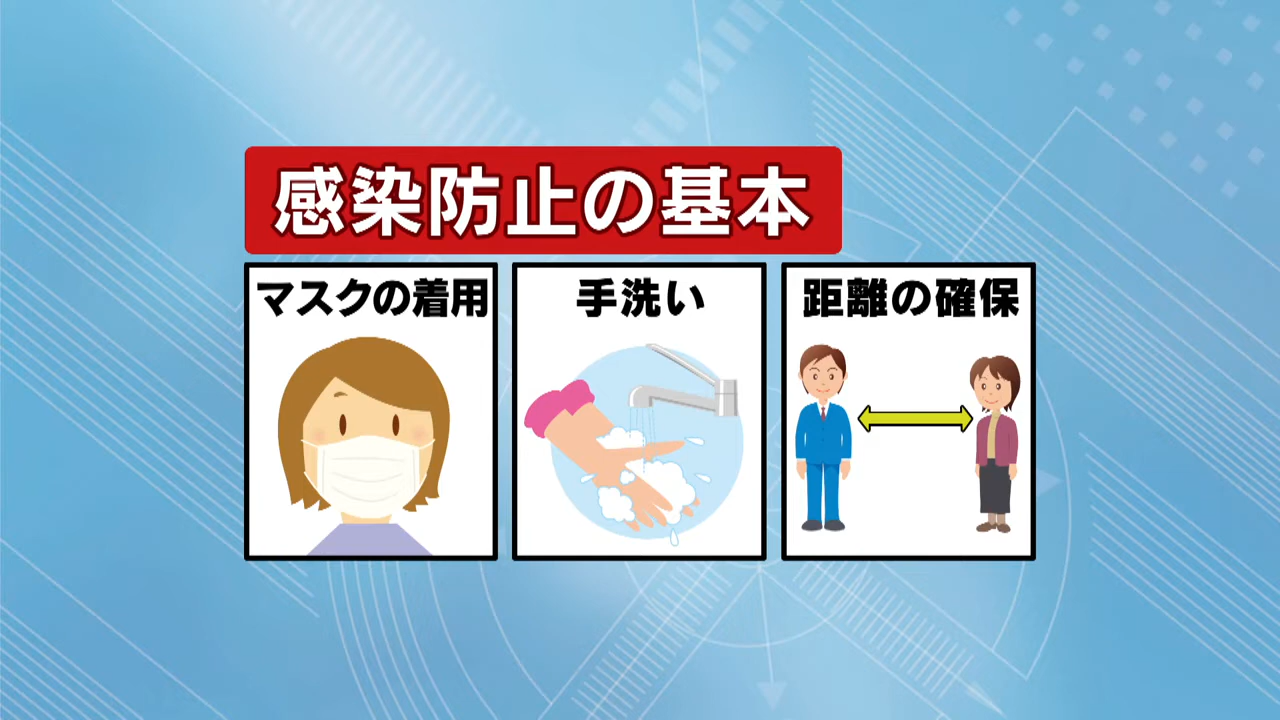 感染防止の基本
マスクの着用
手洗い
距離の確保